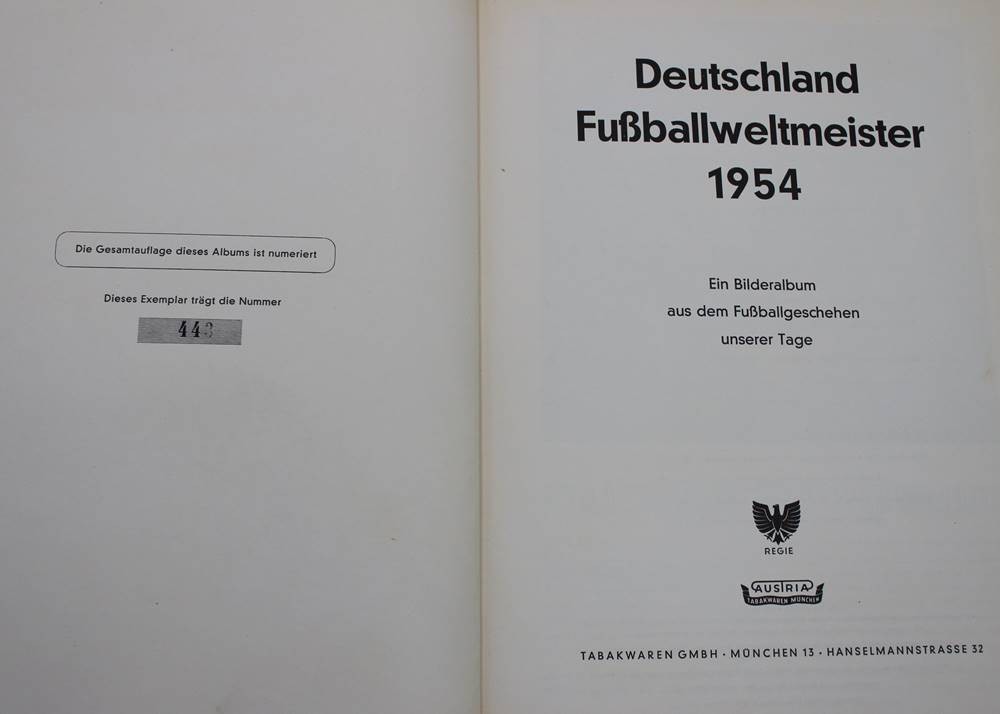 Die Gesamtauflage dieses Albums ist numeriert
Dieses Exemplar trägt die Nummer
443
Deutschland
Fußballweltmeister
1954
Ein Bilderalbum
aus dem Fußballgeschehen
unserer Tage
REGIE
AUSTRIA
TABAKWAREN MÜNCHEN
TABAKWAREN GMBH · MÜNCHEN 13 · HANSELMANNSTRASSE 32